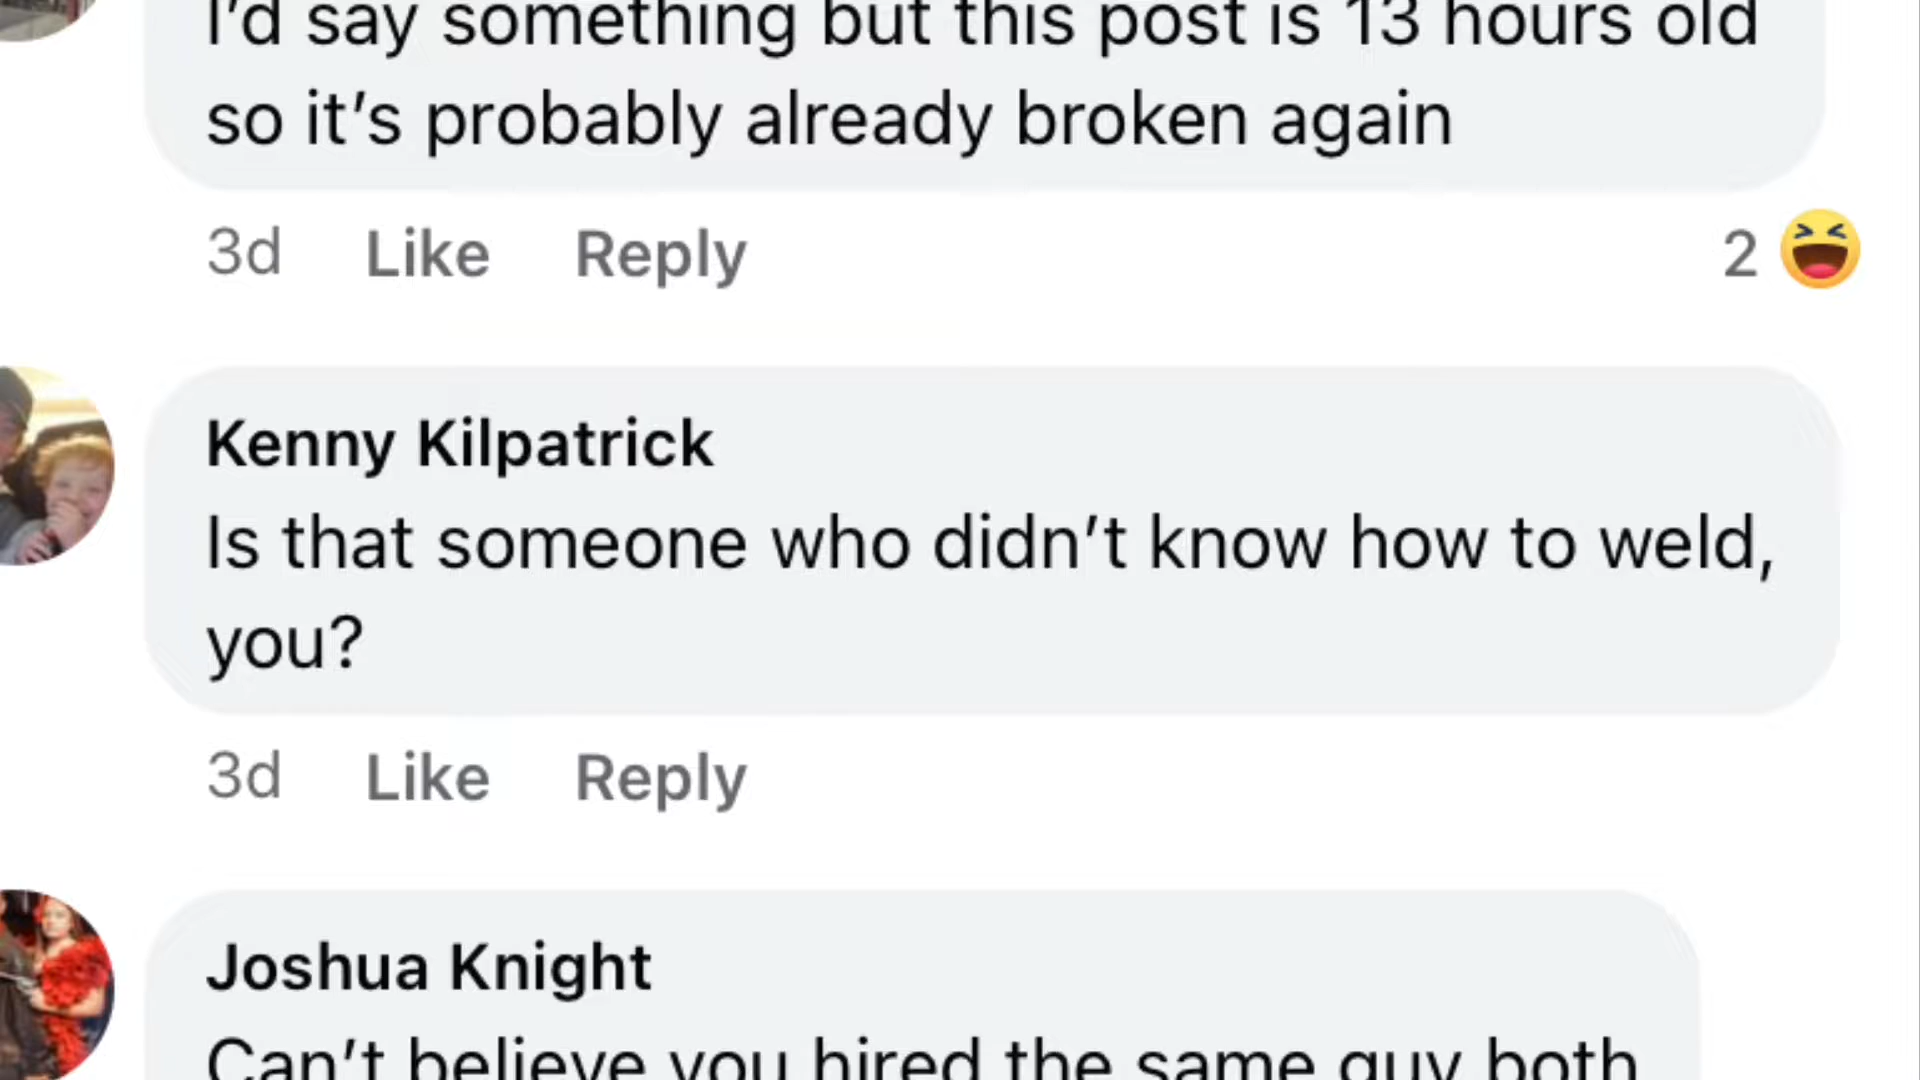 I’d say something but this post is 13 hours old
so it’s probably already broken again
3d Like Reply 2
Kenny Kilpatrick
Is that someone who didn’t know how to weld,
you?
3d Like Reply
Joshua Knight
Can’t believe you hired the same guy both